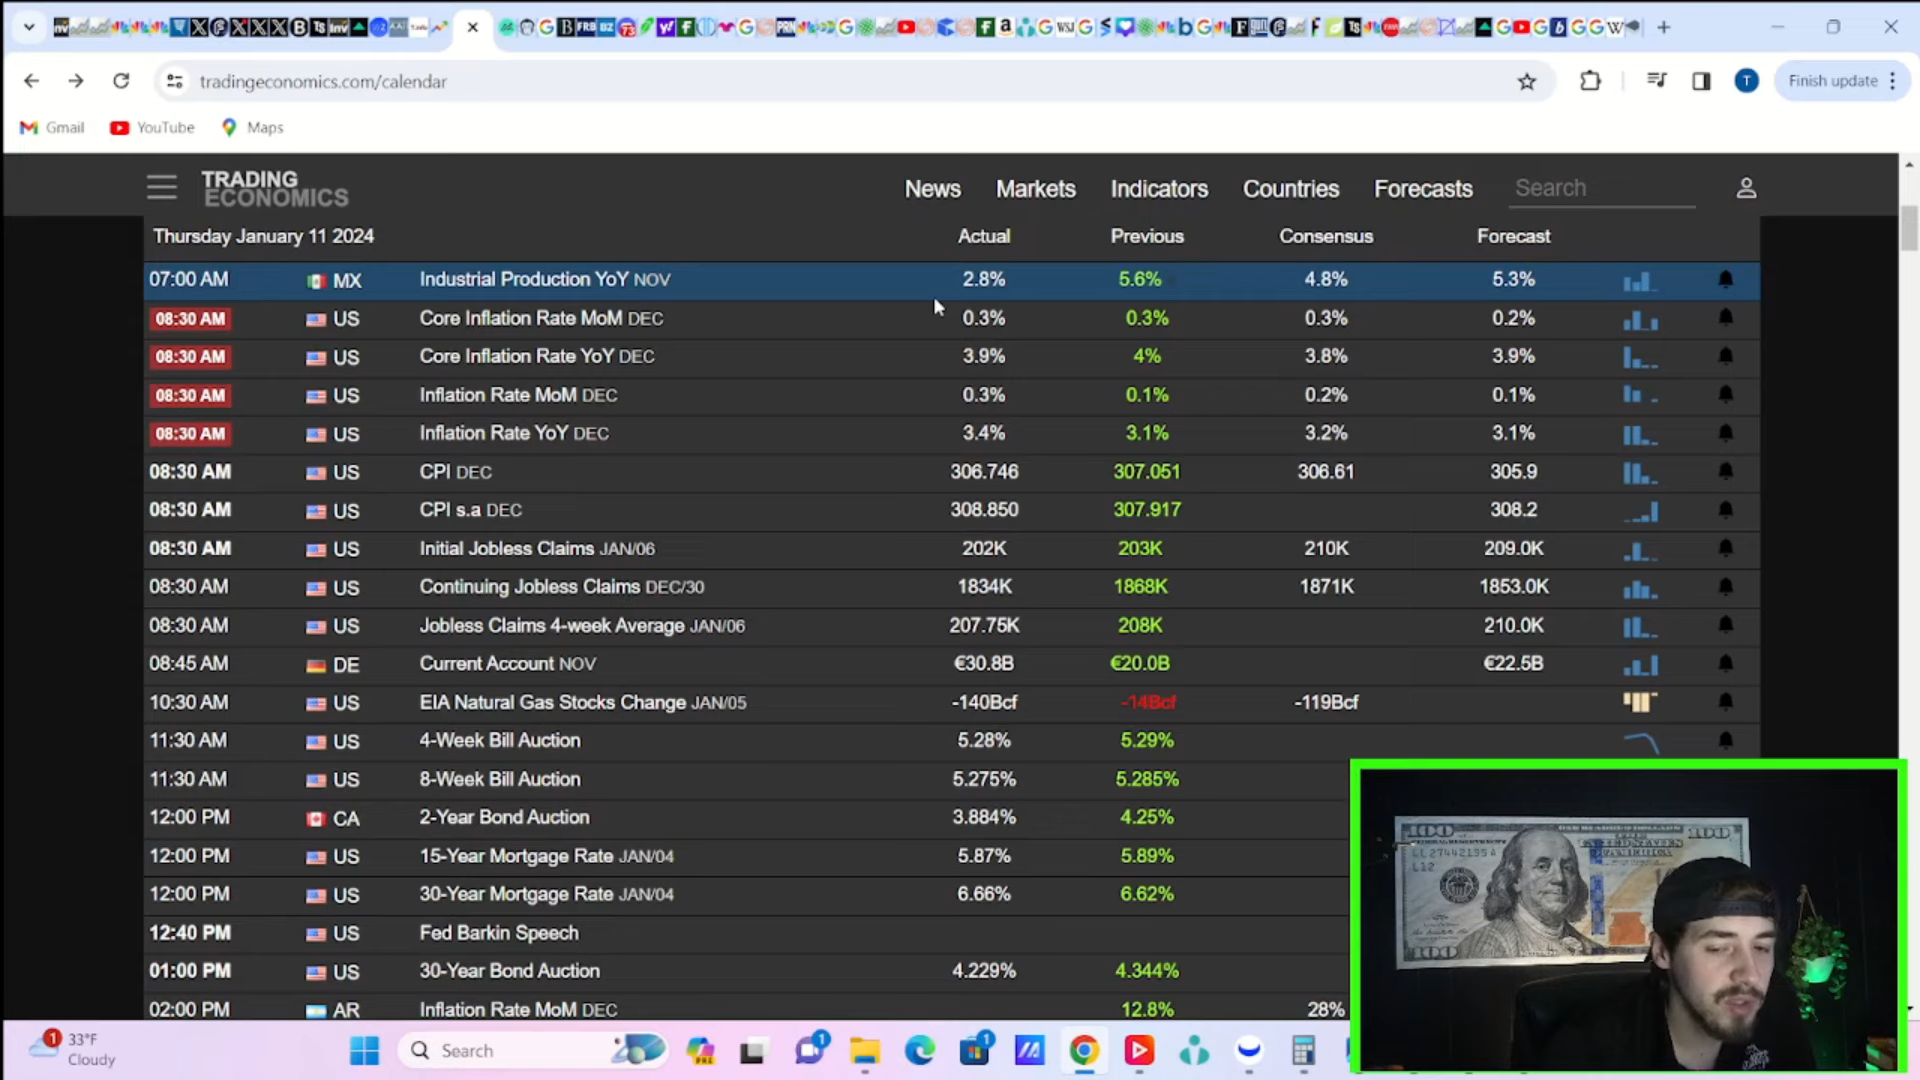 tradingeconomics.com/calendar
Finish update
T
Gmail YouTube Maps
TRADING
ECONOMICS
News Markets Indicators Countries Forecasts Search
Thursday January 11 2024 Actual Previous Consensus Forecast
07:00 AM MX Industrial Production YoY NOV 2.8% 5.6% 4.8% 5.3%
08:30 AM US Core Inflation Rate MoM DEC 0.3% 0.3% 0.3% 0.2%
08:30 AM US Core Inflation Rate YoY DEC 3.9% 4% 3.8% 3.9%
08:30 AM US Inflation Rate MoM DEC 0.3% 0.1% 0.2% 0.1%
08:30 AM US Inflation Rate YoY DEC 3.4% 3.1% 3.2% 3.1%
08:30 AM US CPI DEC 306.746 307.051 306.61 305.9
08:30 AM US CPI s.a DEC 308.850 307.917 308.2
08:30 AM US Initial Jobless Claims JAN/06 202K 203K 210K 209.0K
08:30 AM US Continuing Jobless Claims DEC/30 1834K 1868K 1871K 1853.0K
08:30 AM US Jobless Claims 4-week Average JAN/06 207.75K 208K 210.0K
08:45 AM DE Current Account NOV €30.8B €20.0B €22.5B
10:30 AM US EIA Natural Gas Stocks Change JAN/05 -140Bcf -14Bcf -119Bcf
11:30 AM US 4-Week Bill Auction 5.28% 5.29%
11:30 AM US 8-Week Bill Auction 5.275% 5.285%
12:00 PM CA 2-Year Bond Auction 3.884% 4.25%
12:00 PM US 15-Year Mortgage Rate JAN/04 5.87% 5.89%
12:00 PM US 30-Year Mortgage Rate JAN/04 6.66% 6.62%
12:40 PM US Fed Barkin Speech
01:00 PM US 30-Year Bond Auction 4.229% 4.344%
02:00 PM AR Inflation Rate MoM DEC 12.8% 28%
100 100
100
1 33°F
Cloudy
Search
PRE
1
1